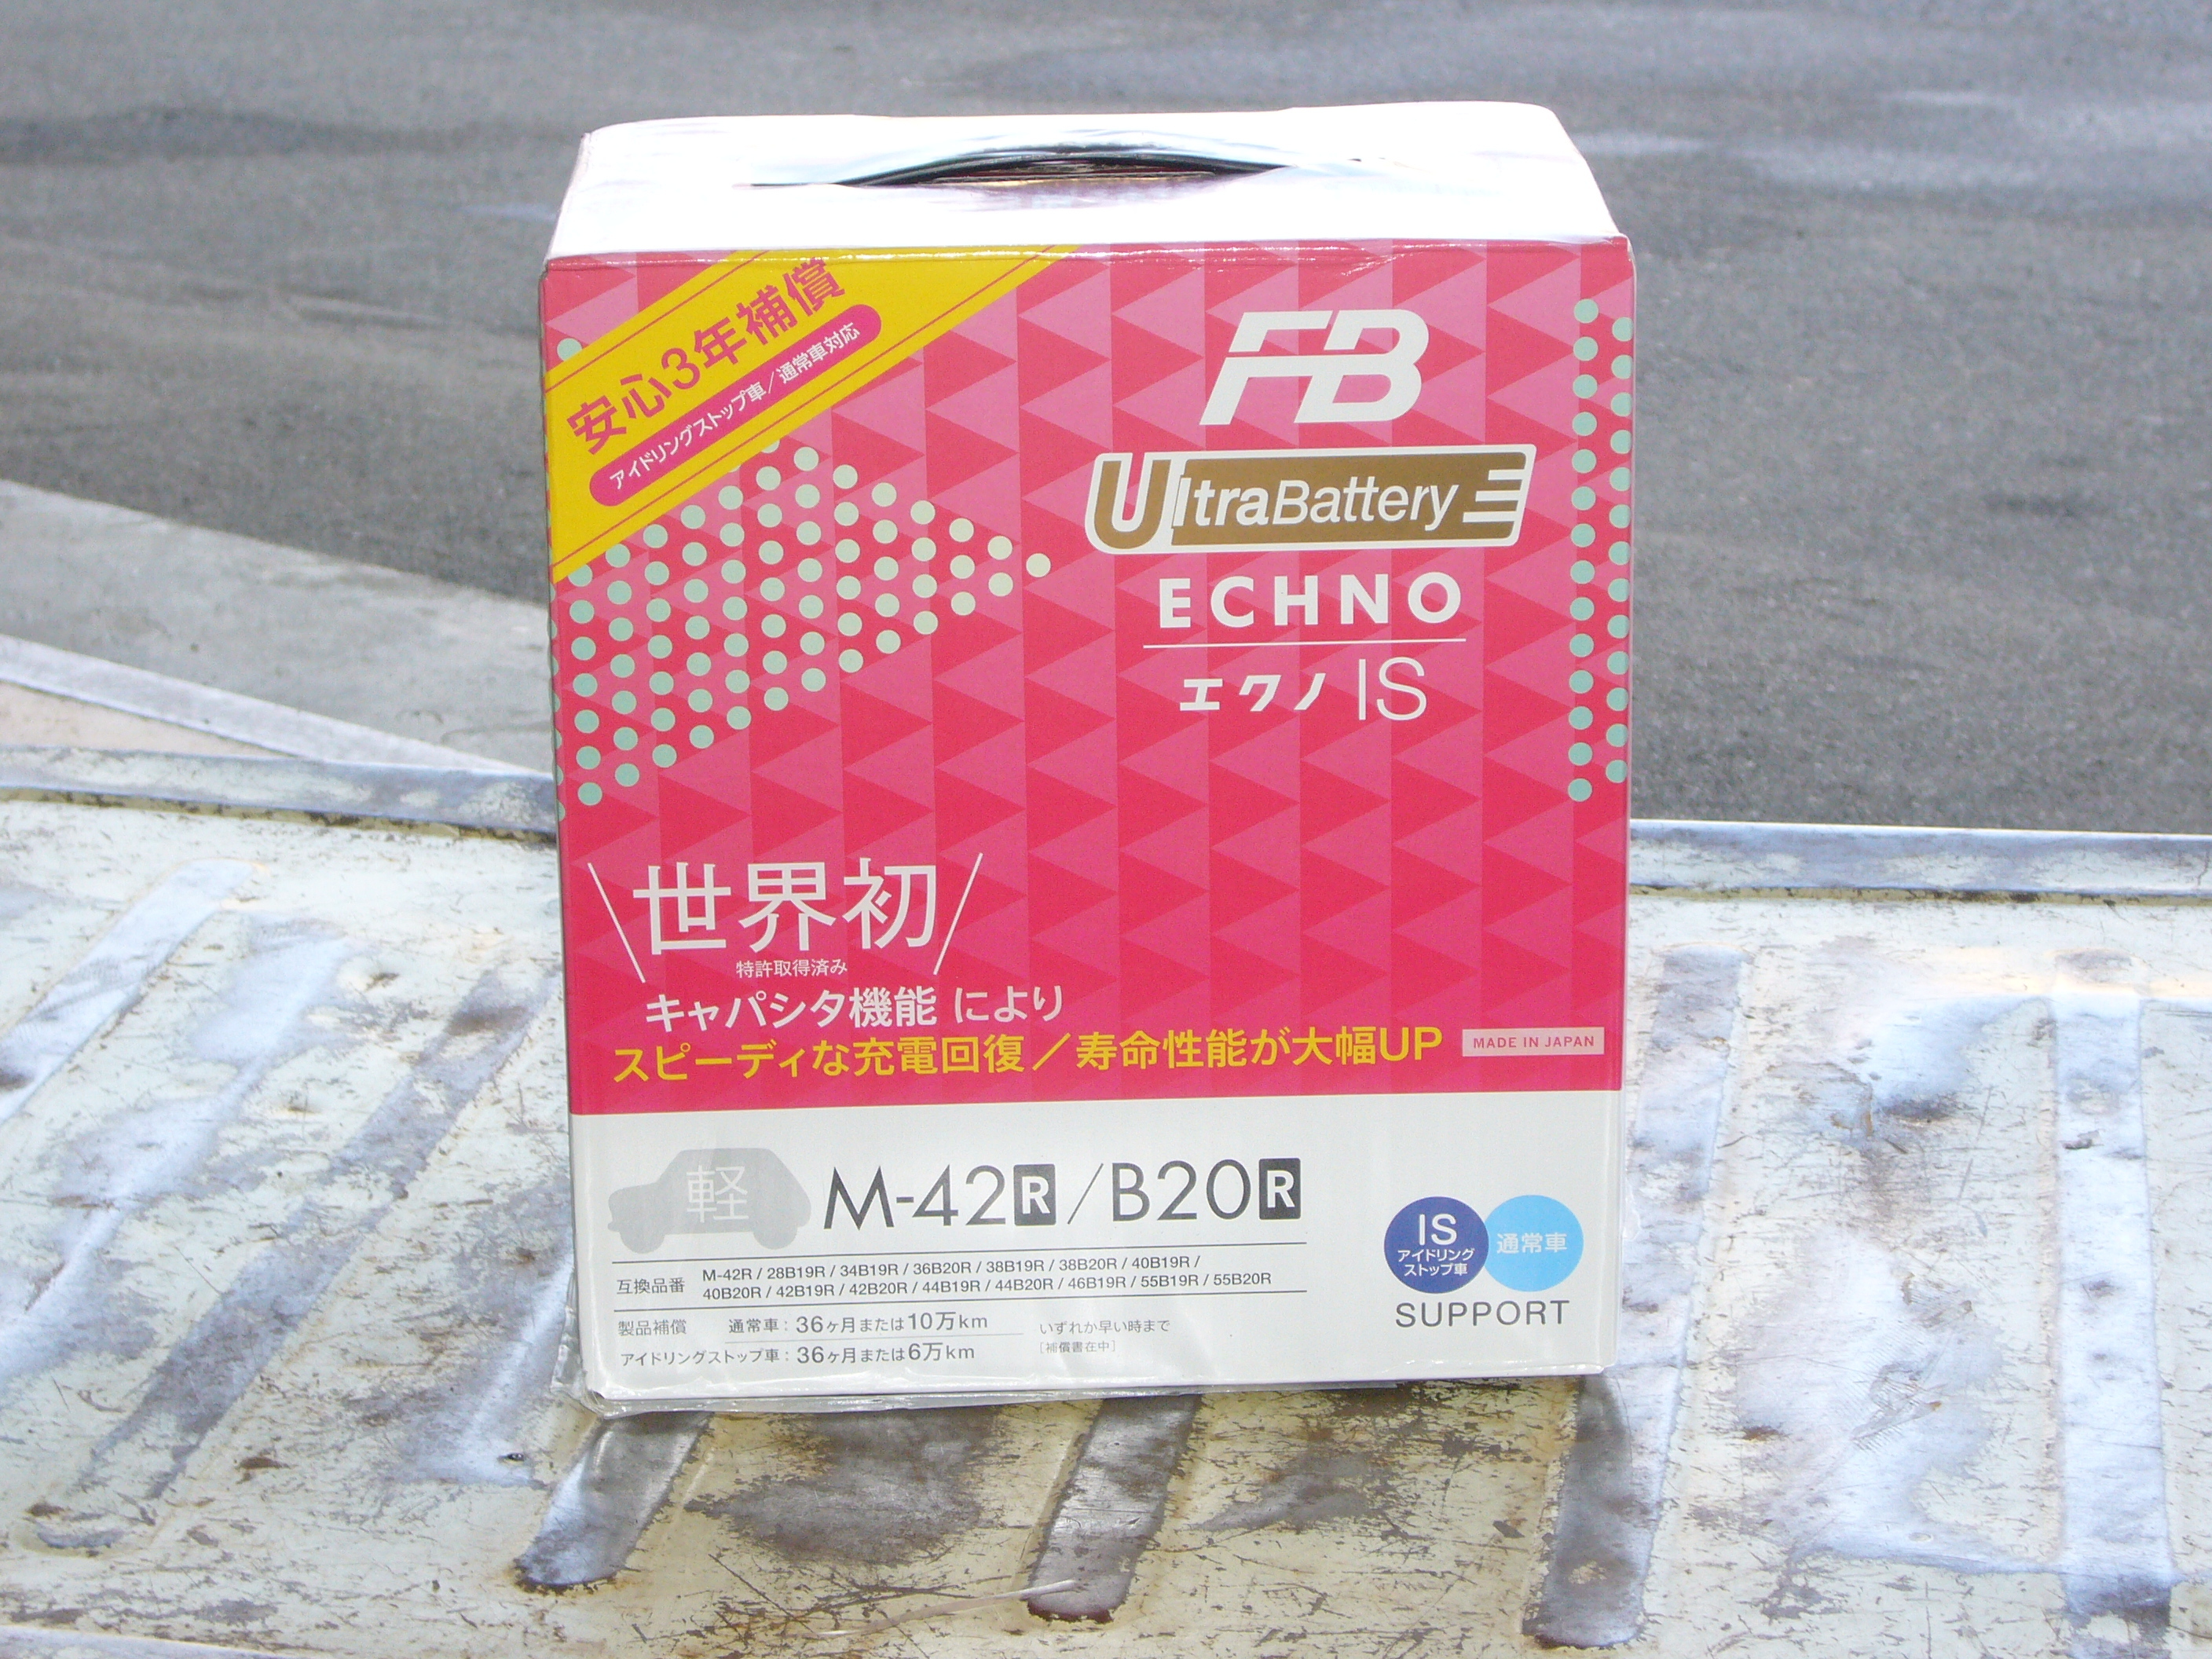 安心3年補償
アイドリングストップ車／通常車対応
FB
UltraBattery
ECHNO
エクノ IS
世界初
特許取得済み
キャパシタ機能 により
スピーディな充電回復／寿命性能が大幅UP
MADE IN JAPAN
軽
M-42R/B20R
互換品番
M-42R / 28B19R / 34B19R / 36B20R / 38B19R / 38B20R / 40B19R /
40B20R / 42B19R / 42B20R / 44B19R / 44B20R / 46B19R / 55B19R / 55B20R
製品補償 通常車：36ヶ月または10万km
アイドリングストップ車：36ヶ月または6万km
いずれか早い時まで
［補償書在中］
IS
アイドリング
ストップ車
通常車
SUPPORT